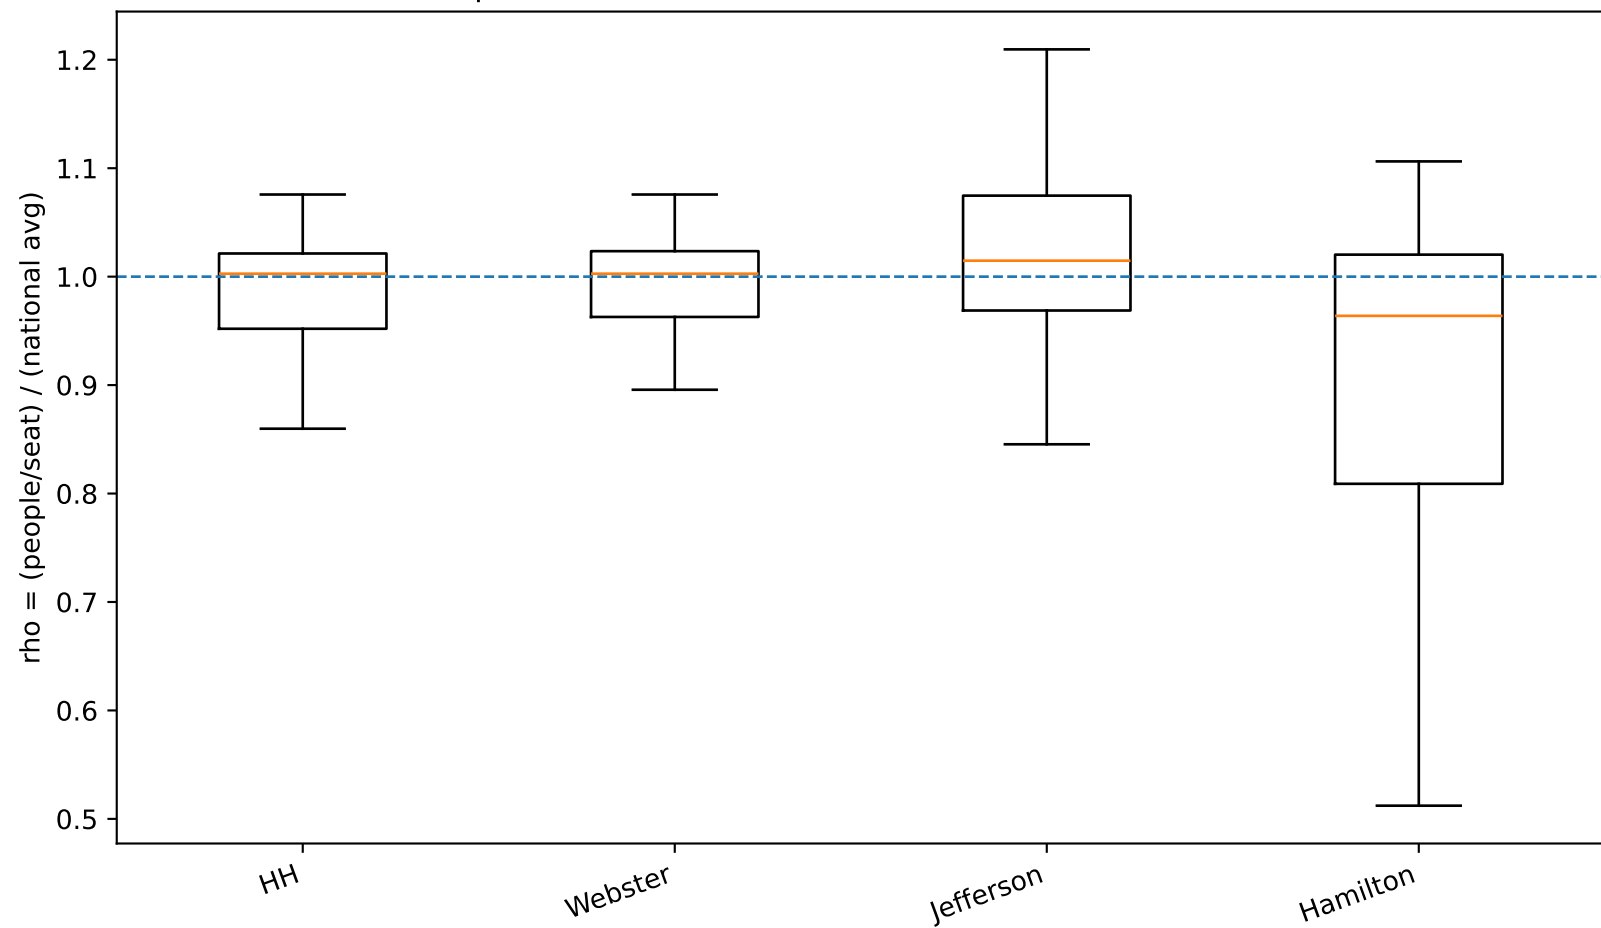 1.2
1.1
1.0
0.9
0.8
0.7
0.6
0.5
rho = (people/seat) / (national avg)
HH
Webster
Jefferson
Hamilton